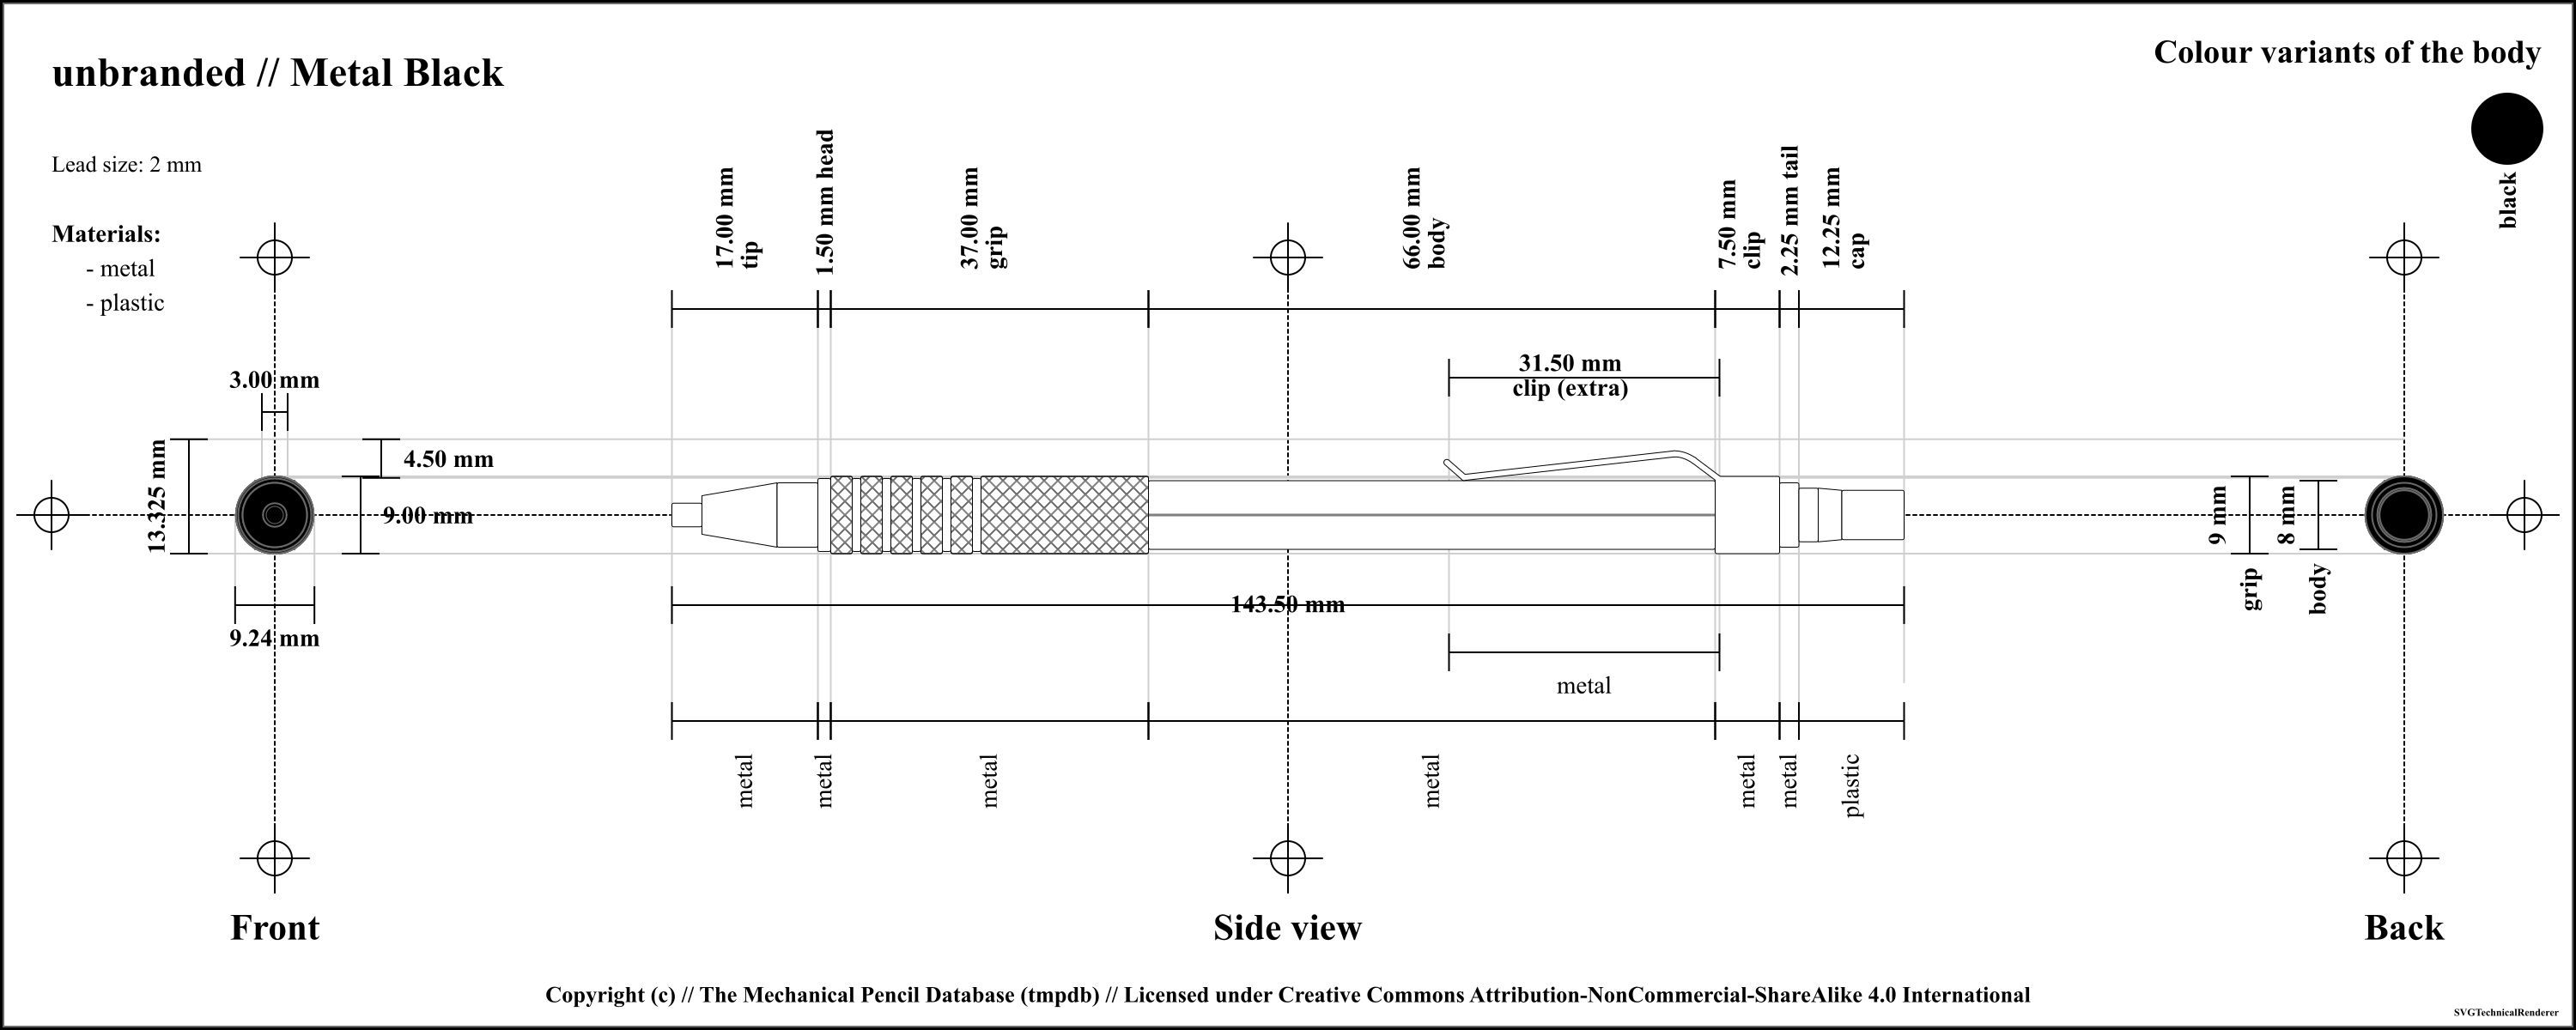 unbranded // Metal Black
Colour variants of the body
black
Lead size: 2 mm
Materials:
- metal
- plastic
17.00 mm
tip
1.50 mm head
37.00 mm
grip
66.00 mm
body
7.50 mm
clip
2.25 mm tail
12.25 mm
cap
31.50 mm
clip (extra)
3.00 mm
13.325 mm
4.50 mm
9.00 mm
9.24 mm
143.50 mm
9 mm
grip
8 mm
body
metal
metal
metal
metal
metal
metal
metal
plastic
Front
Side view
Back
Copyright (c) // The Mechanical Pencil Database (tmpdb) // Licensed under Creative Commons Attribution-NonCommercial-ShareAlike 4.0 International
SVGTechnicalRenderer